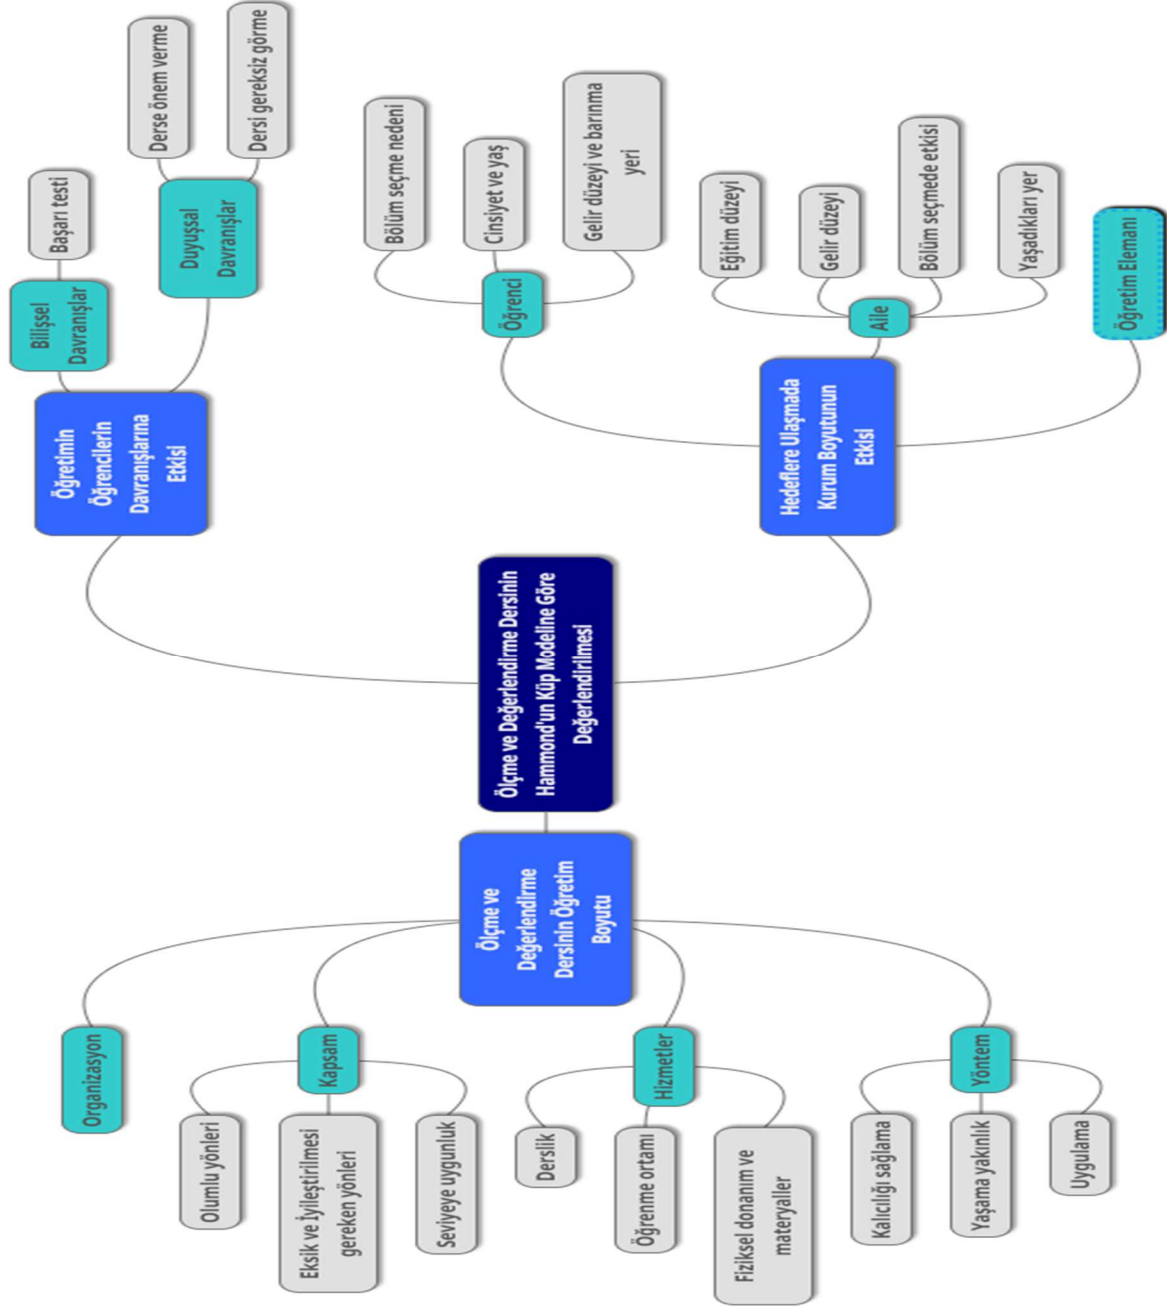 Ölçme ve Değerlendirme Dersinin
Hammond'un Küp Modeline Göre
Değerlendirilmesi
Öğretimin
Öğrencilerin
Davranışlarına
Etkisi
Bilişsel
Davranışlar
Başarı testi
Duyuşsal
Davranışlar
Derse önem verme
Dersi gereksiz görme
Hedeflere Ulaşmada
Kurum Boyutunun
Etkisi
Öğrenci
Bölüm seçme nedeni
Cinsiyet ve yaş
Gelir düzeyi ve barınma
yeri
Aile
Eğitim düzeyi
Gelir düzeyi
Bölüm seçmede etkisi
Yaşadıkları yer
Öğretim Elemanı
Ölçme ve
Değerlendirme
Dersinin Öğretim
Boyutu
Organizasyon
Kapsam
Olumlu yönleri
Eksik ve İyileştirilmesi
gereken yönleri
Seviyeye uygunluk
Hizmetler
Derslik
Öğrenme ortamı
Fiziksel donanım ve
materyaller
Yöntem
Kalıcılığı sağlama
Yaşama yakınlık
Uygulama